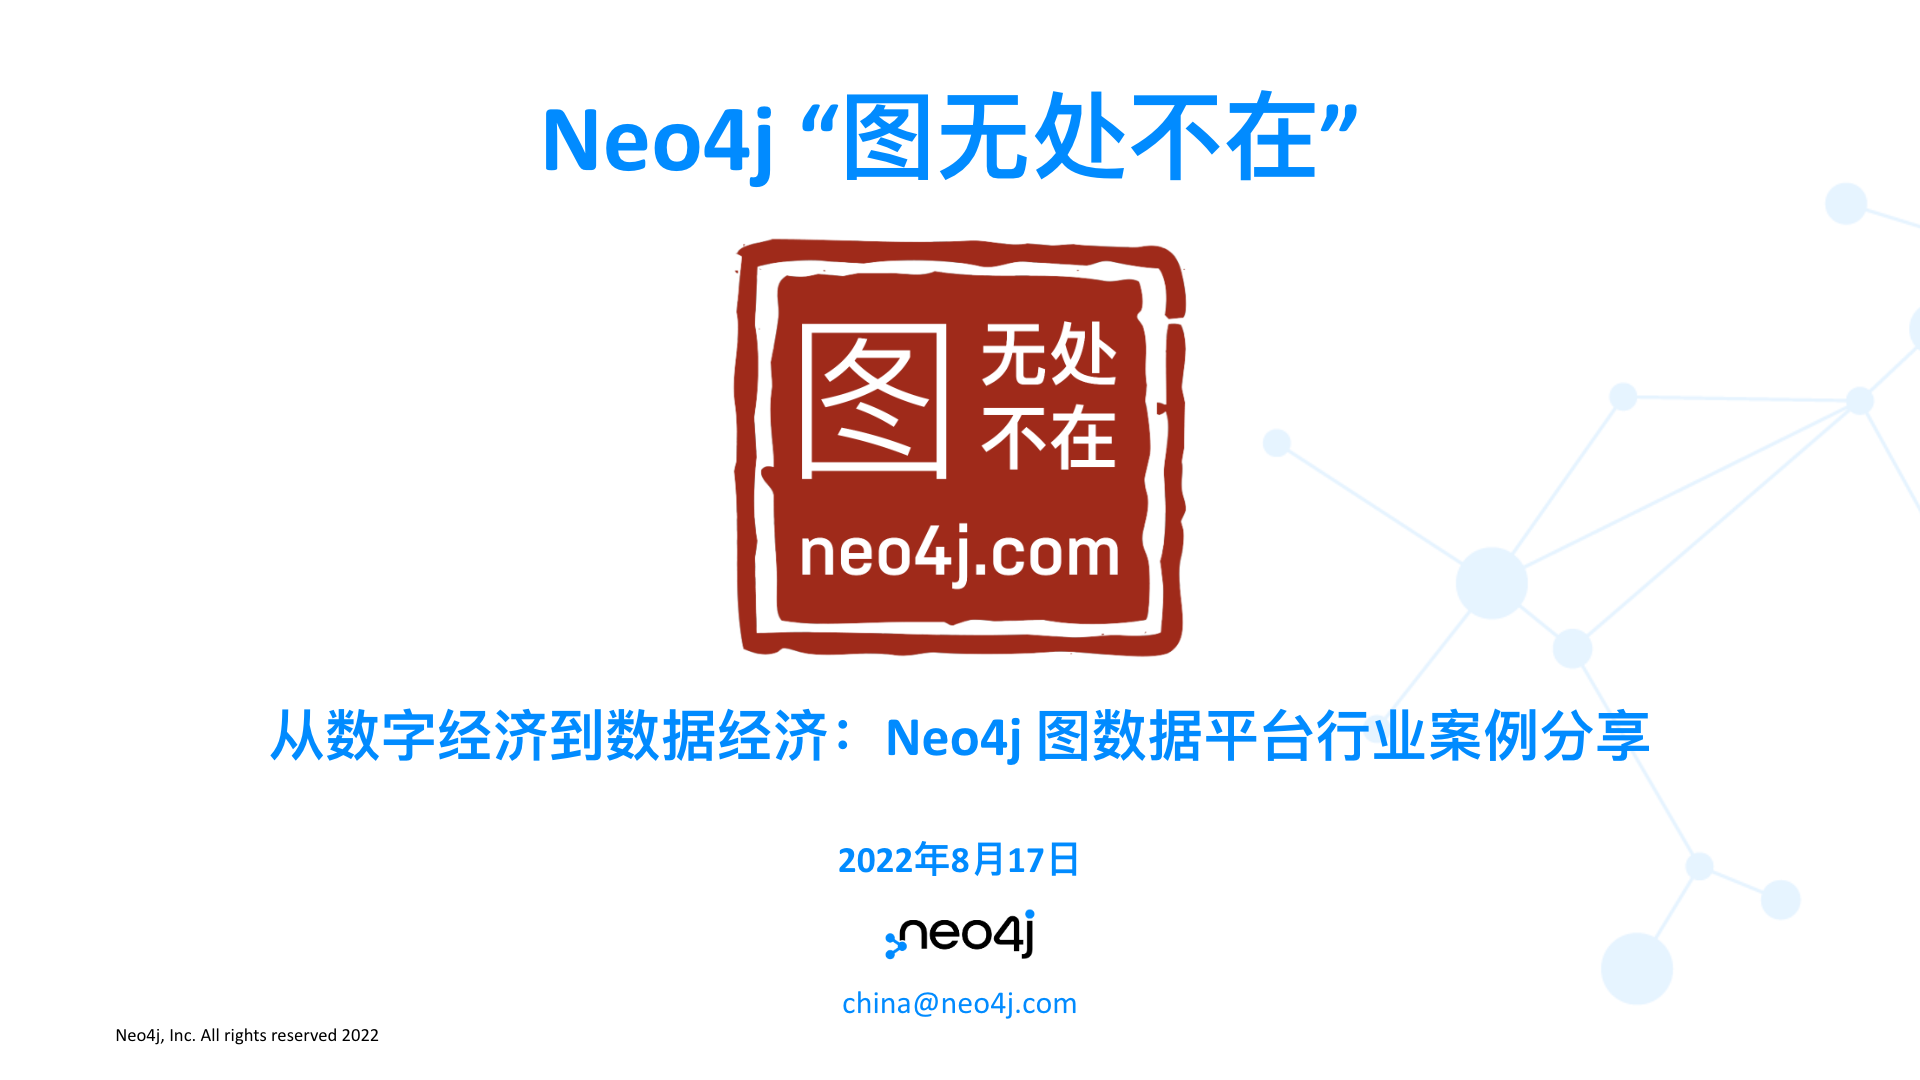 Neo4j “图无处不在”
图 无处
不在
neo4j.com
从数字经济到数据经济：Neo4j 图数据平台行业案例分享
2022年8月17日
neo4j
china@neo4j.com
Neo4j, Inc. All rights reserved 2022